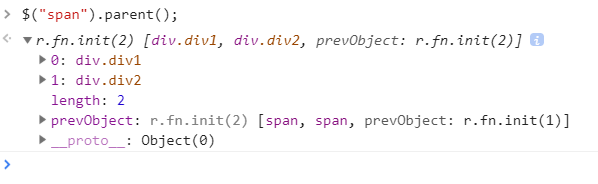 > $("span").parent();
<· ▼r.fn.init(2) [div.div1, div.div2, prevObject: r.fn.init(2)] i
▶0: div.div1
▶1: div.div2
length: 2
▶prevObject: r.fn.init(2) [span, span, prevObject: r.fn.init(1)]
▶__proto__: Object(0)
>